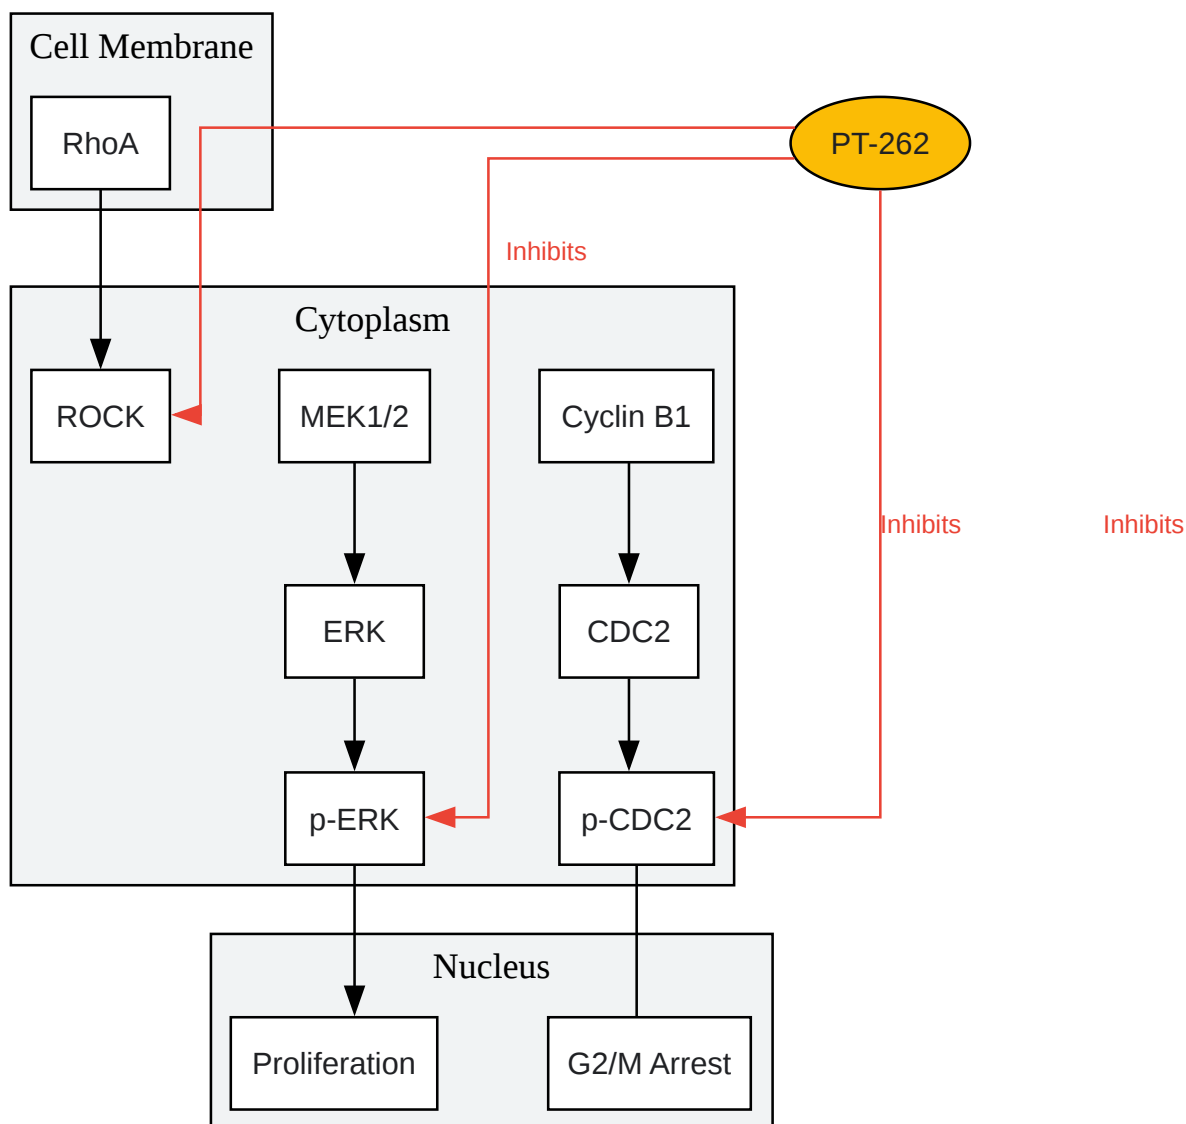 Cell Membrane
RhoA
PT-262
Inhibits
Cytoplasm
ROCK
MEK1/2
Cyclin B1
Inhibits
Inhibits
ERK
CDC2
p-ERK
p-CDC2
Nucleus
Proliferation
G2/M Arrest